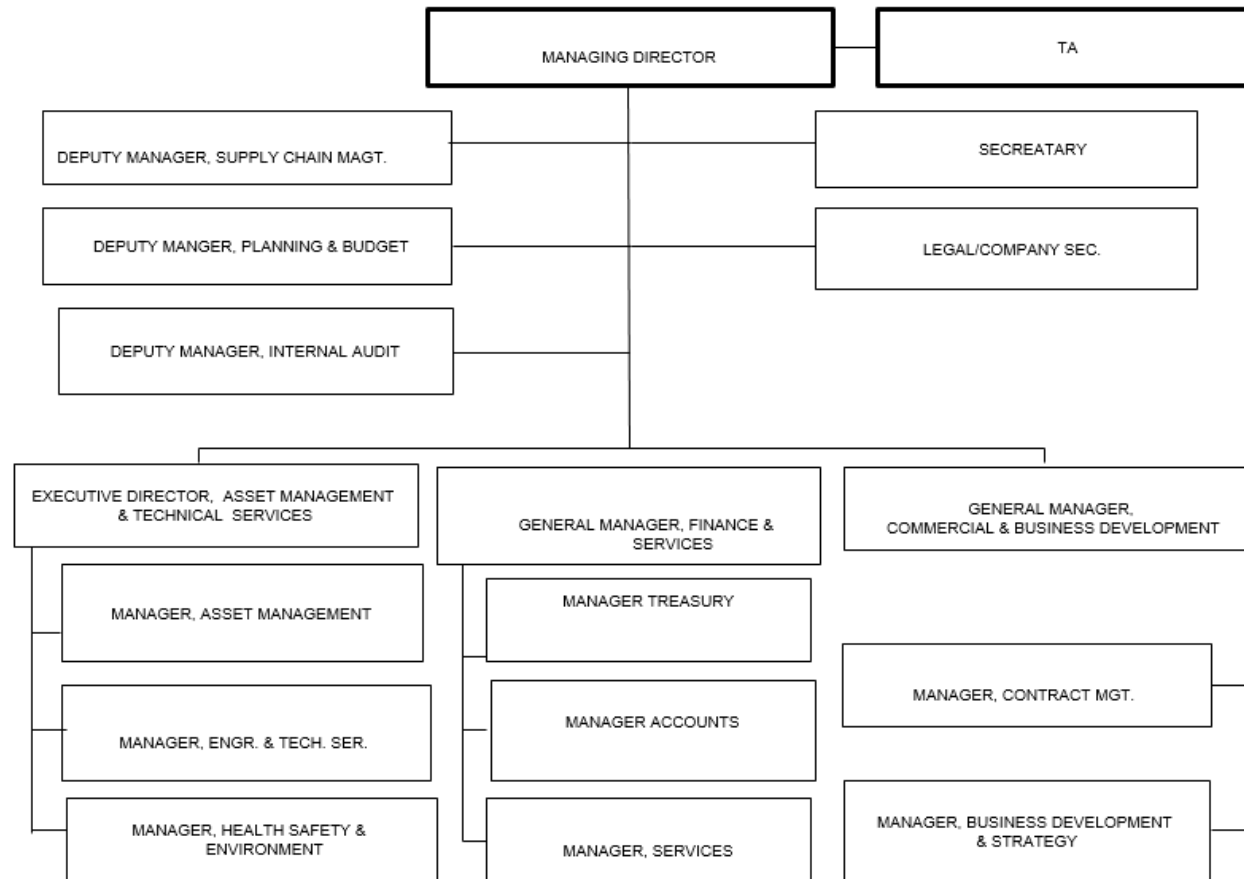 MANAGING DIRECTOR
TA
DEPUTY MANAGER, SUPPLY CHAIN MAGT.
SECREATARY
DEPUTY MANGER, PLANNING & BUDGET
LEGAL/COMPANY SEC.
DEPUTY MANAGER, INTERNAL AUDIT
EXECUTIVE DIRECTOR, ASSET MANAGEMENT
& TECHNICAL SERVICES
GENERAL MANAGER, FINANCE &
SERVICES
GENERAL MANAGER,
COMMERCIAL & BUSINESS DEVELOPMENT
MANAGER, ASSET MANAGEMENT
MANAGER TREASURY
MANAGER, CONTRACT MGT.
MANAGER, ENGR. & TECH. SER.
MANAGER ACCOUNTS
MANAGER, HEALTH SAFETY &
ENVIRONMENT
MANAGER, SERVICES
MANAGER, BUSINESS DEVELOPMENT
& STRATEGY